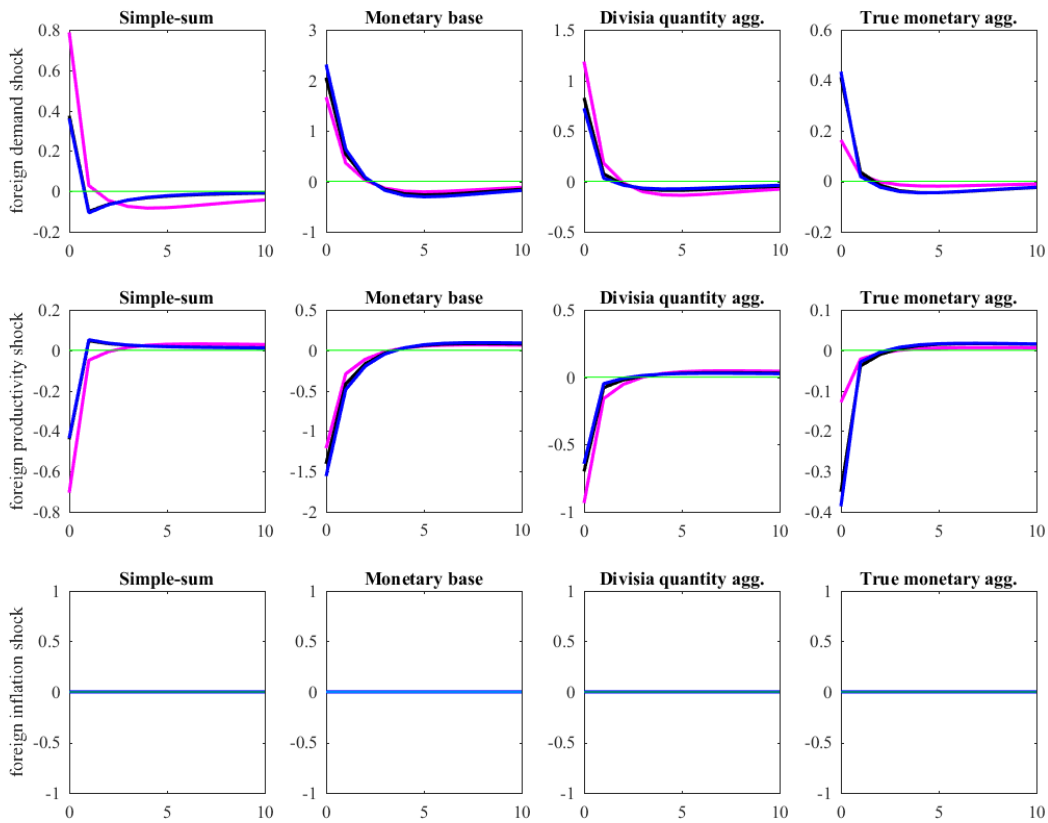 Simple-sum Monetary base Divisia quantity agg. True monetary agg.
foreign demand shock
0.8 3 1.5 0.6
0.6 2 1 0.4
0.4 1 0.5 0.2
0.2
0 0 0 0
-0.2 -1 -0.5 -0.2
0 5 10 0 5 10 0 5 10 0 5 10
Simple-sum Monetary base Divisia quantity agg. True monetary agg.
foreign productivity shock
0.2 0.5 0.5 0.1
0 0 0 0
-0.2 -0.5 -0.1
-0.4 -1 -0.5 -0.2
-0.6 -1.5 -0.3
-0.8 -2 -1 -0.4
0 5 10 0 5 10 0 5 10 0 5 10
Simple-sum Monetary base Divisia quantity agg. True monetary agg.
foreign inflation shock
1 1 1 1
0.5 0.5 0.5 0.5
0 0 0 0
-0.5 -0.5 -0.5 -0.5
-1 -1 -1 -1
0 5 10 0 5 10 0 5 10 0 5 10